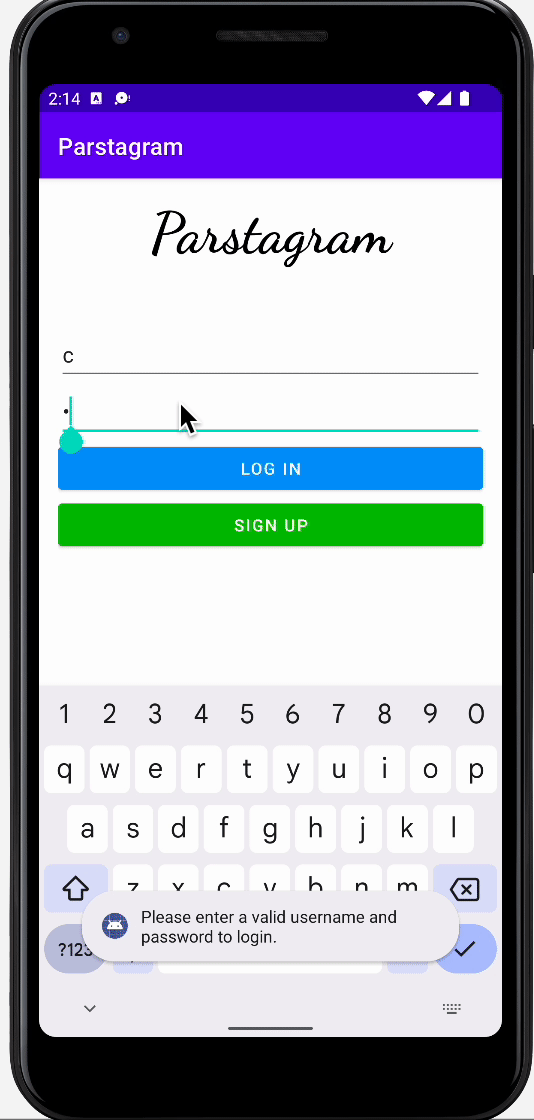 2:14
Parstagram
Parstagram
c
•
LOG IN
SIGN UP
1 2 3 4 5 6 7 8 9 0
q w e r t y u i o p
a s d f g h j k l
z x c v b n m
Please enter a valid username and
password to login.
?123